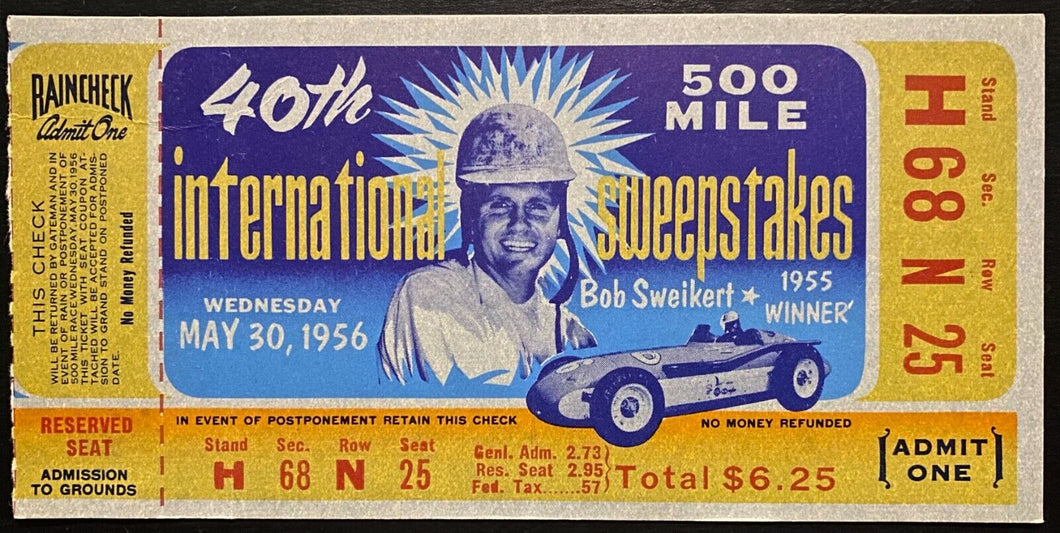 RAINCHECK
Admit One
THIS CHECK
WILL BE RETURNED BY GATEMAN AND IN
EVENT OF RAIN OR POSTPONEMENT OF
500 MILE RACE WEDNESDAY, MAY 30, 1956
THIS TICKET WITH SEAT COUPON AT-
TACHED WILL BE ACCEPTED FOR ADMIS-
SION TO GRAND STAND ON POSTPONED
DATE.
No Money Refunded
RESERVED
SEAT
ADMISSION
TO GROUNDS
40th
500
MILE
international
sweepstakes
WEDNESDAY
MAY 30, 1956
Bob Sweikert ★ 1955
WINNER
IN EVENT OF POSTPONEMENT RETAIN THIS CHECK
NO MONEY REFUNDED
Stand Sec. Row Seat
H 68 N 25
Genl. Adm. 2.73
Res. Seat 2.95
Fed. Tax......57
Total $6.25
Stand Sec. Row Seat
H 68 N 25
[ADMIT
ONE]